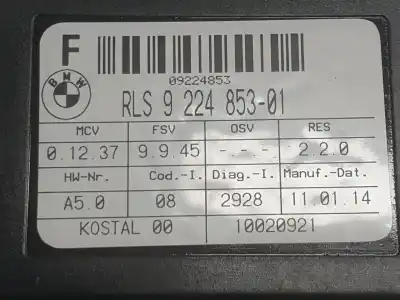 F
09224853
BMW
RLS 9 224 853-01
MCV FSV OSV RES
0.12.37 9.9.45 -.-.- 2.2.0
HW-Nr. Cod.-I. Diag.-I. Manuf.-Dat.
A5.0 08 2928 11.01.14
KOSTAL 00 10020921